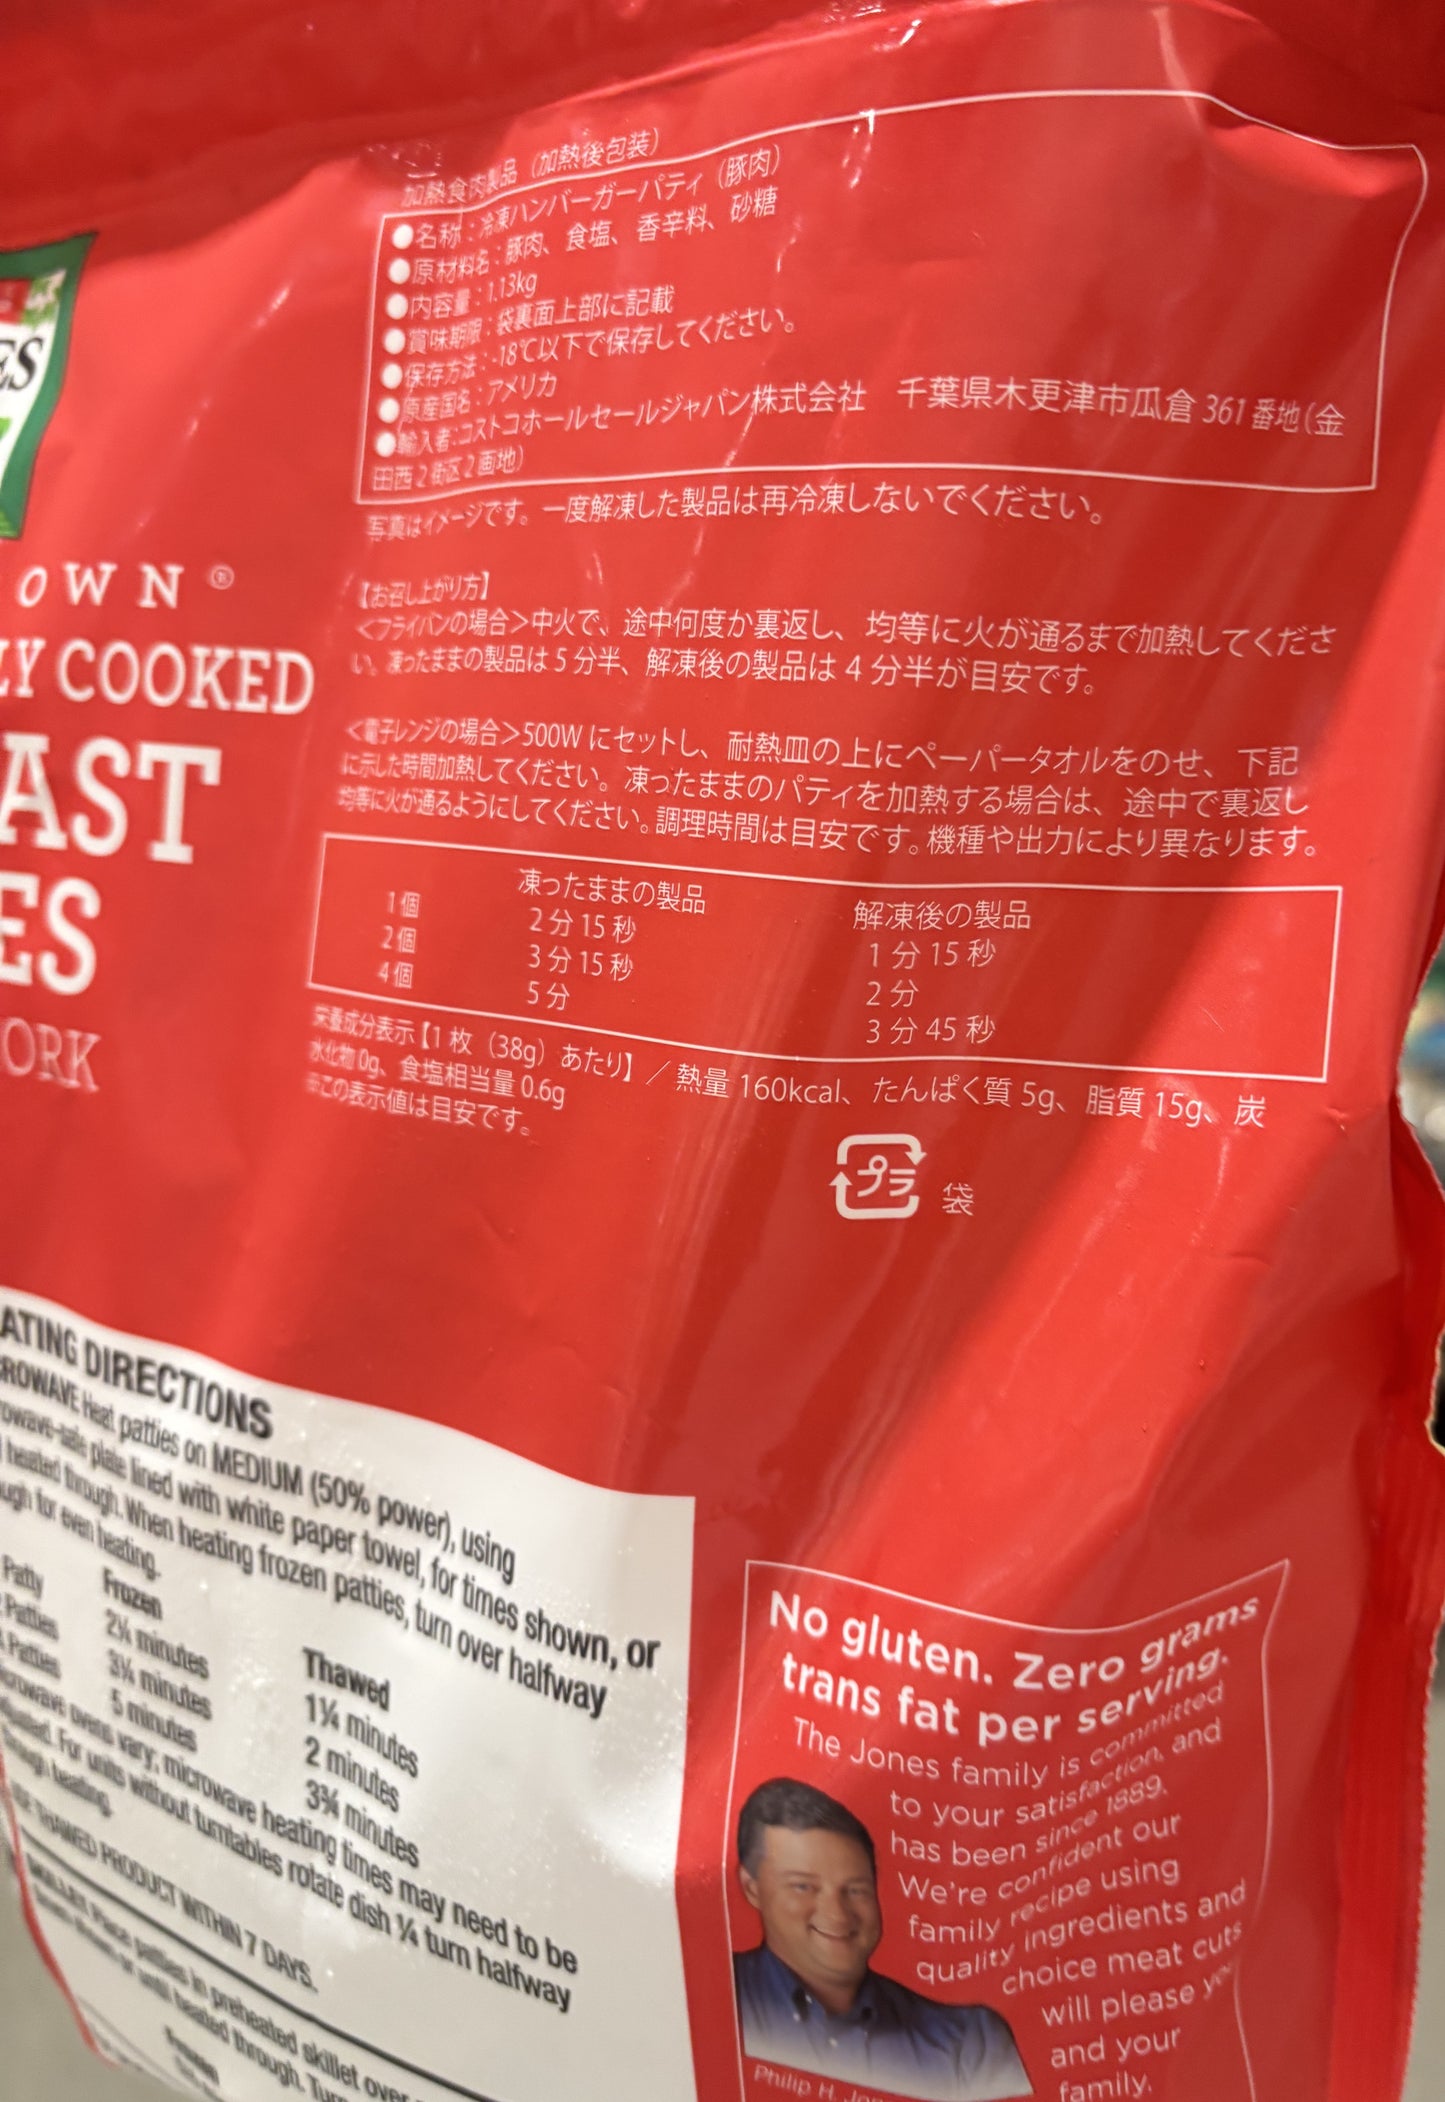 加熱食肉製品（加熱後包装）
●名称：冷凍ハンバーガーパティ（豚肉）
●原材料名：豚肉、食塩、香辛料、砂糖
●内容量：1.13kg
●賞味期限：袋裏面上部に記載
●保存方法：-18℃以下で保存してください。
●原産国名：アメリカ
●輸入者：コストコホールセールジャパン株式会社　千葉県木更津市瓜倉 361 番地（金
田西２街区２画地）
写真はイメージです。一度解凍した製品は再冷凍しないでください。
【お召し上がり方】
＜フライパンの場合＞中火で、途中何度か裏返し、均等に火が通るまで加熱してくださ
い。凍ったままの製品は 5 分半、解凍後の製品は 4 分半が目安です。
＜電子レンジの場合＞500W にセットし、耐熱皿の上にペーパータオルをのせ、下記
に示した時間加熱してください。凍ったままのパティを加熱する場合は、途中で裏返し
均等に火が通るようにしてください。調理時間は目安です。機種や出力により異なります。
凍ったままの製品 解凍後の製品
1 個 2 分 15 秒 1 分 15 秒
2 個 3 分 15 秒 2 分
4 個 5 分 3 分 45 秒
栄養成分表示【1 枚（38g）あたり】／熱量 160kcal、たんぱく質 5g、脂質 15g、炭
水化物 0g、食塩相当量 0.6g
※この表示値は目安です。
プラ 袋
ES
OWN®
LY COOKED
AST
ES
ORK
ATING DIRECTIONS
CROWAVE Heat patties on MEDIUM (50% power), using
rowave-safe plate lined with white paper towel, for times shown, or
heated through. When heating frozen patties, turn over halfway
ugh for even heating.
Frozen Thawed
Patty 2¼ minutes 1¼ minutes
Patties 3¼ minutes 2 minutes
Patties 5 minutes 3¾ minutes
crowave ovens vary; microwave heating times may need to be
For units without turntables rotate dish ¼ turn halfway
heating.
THAWED PRODUCT WITHIN 7 DAYS.
Place patties in preheated skillet over
until heated through. Turn
No gluten. Zero grams
trans fat per serving.
The Jones family is committed
to your satisfaction, and
has been since 1889.
We're confident our
family recipe using
quality ingredients and
choice meat cuts
will please yo
and your
family.
Philip H. Jon